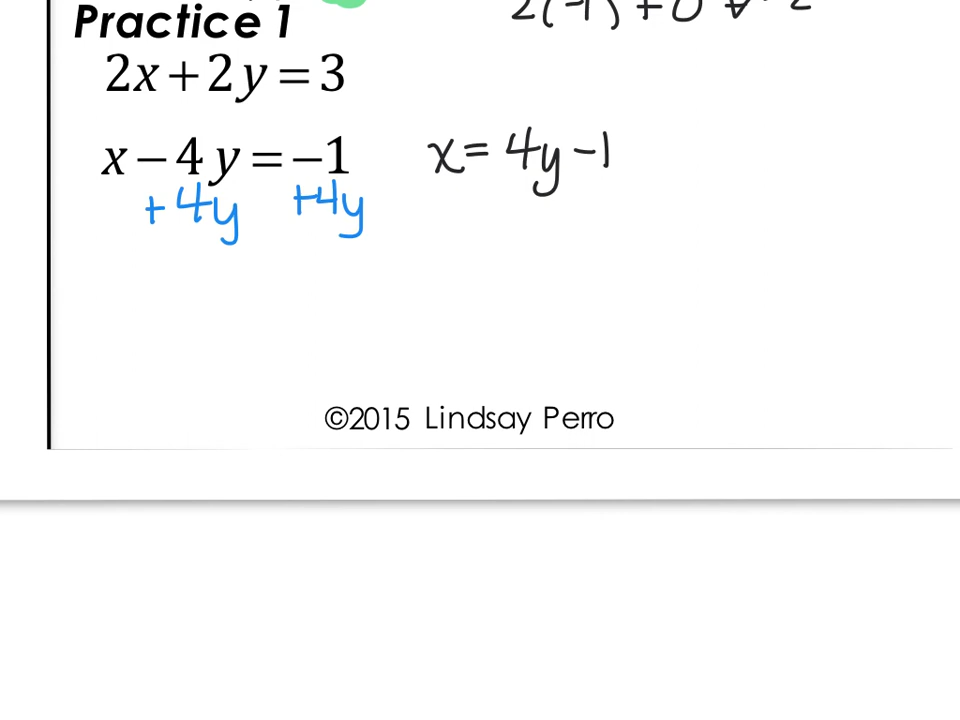 Practice 1
2x+2y=3
x−4y=−1 x=4y-1
+4y +4y
©2015 Lindsay Perro